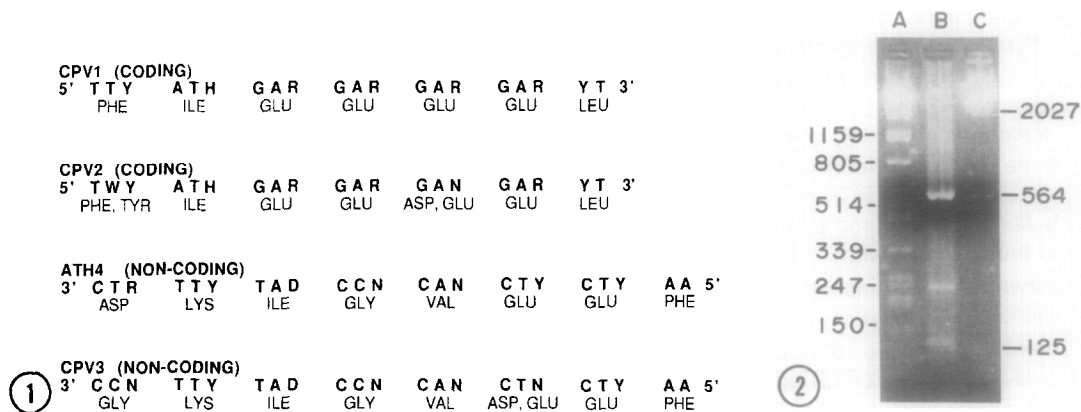 CPV1 (CODING)
5' TTY ATH GAR GAR GAR GAR YT 3'
PHE ILE GLU GLU GLU GLU LEU
CPV2 (CODING)
5' TWY ATH GAR GAR GAN GAR YT 3'
PHE, TYR ILE GLU GLU ASP, GLU GLU LEU
ATH4 (NON-CODING)
3' CTR TTY TAD CCN CAN CTY CTY AA 5'
ASP LYS ILE GLY VAL GLU GLU PHE
CPV3 (NON-CODING)
3' CCN TTY TAD CCN CAN CTN CTY AA 5'
GLY LYS ILE GLY VAL ASP, GLU GLU PHE
1
A B C
1159-
805-
514-
339-
247-
150-
-2027
-564
-125
2